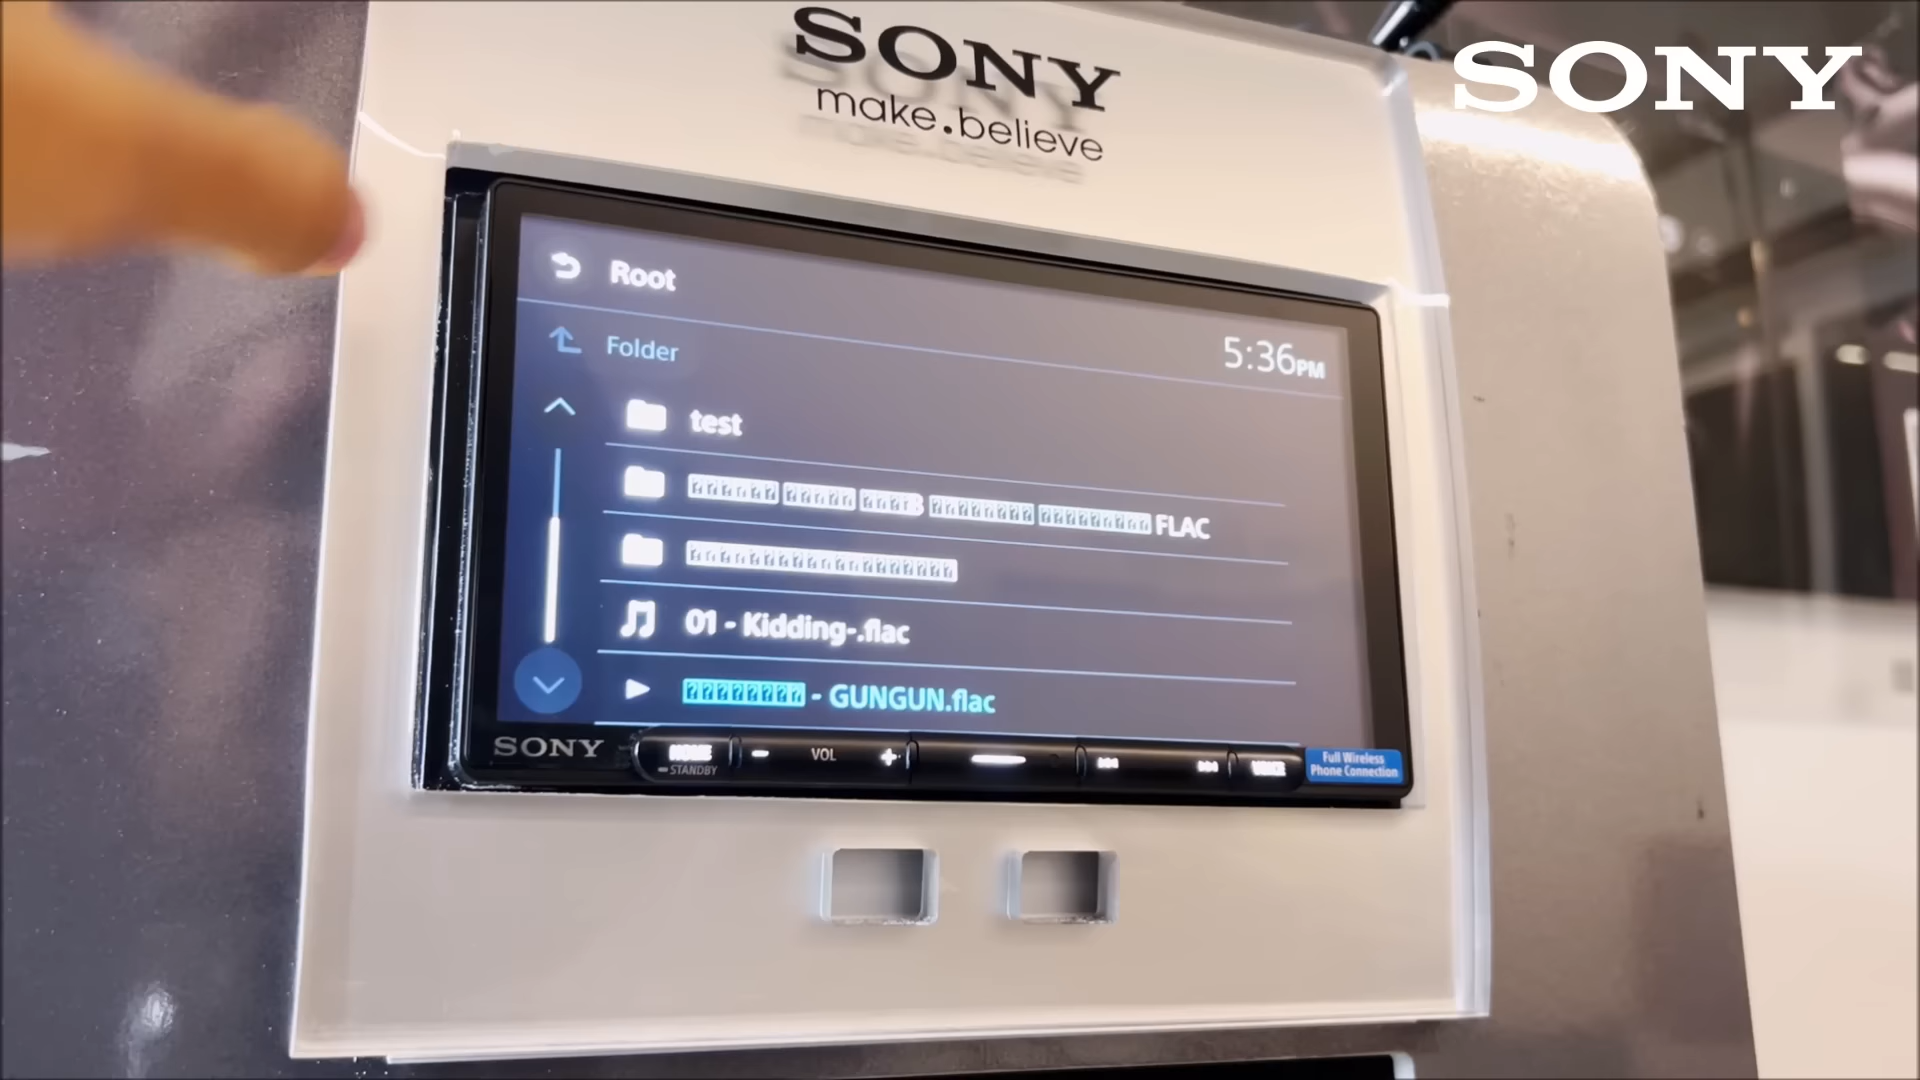 SONY
make.believe
SONY
Root
Folder
5:36PM
test
FLAC
01 - Kidding-.flac
- GUNGUN.flac
SONY
HOME
STANDBY
- VOL +
VOICE
Full Wireless
Phone Connection